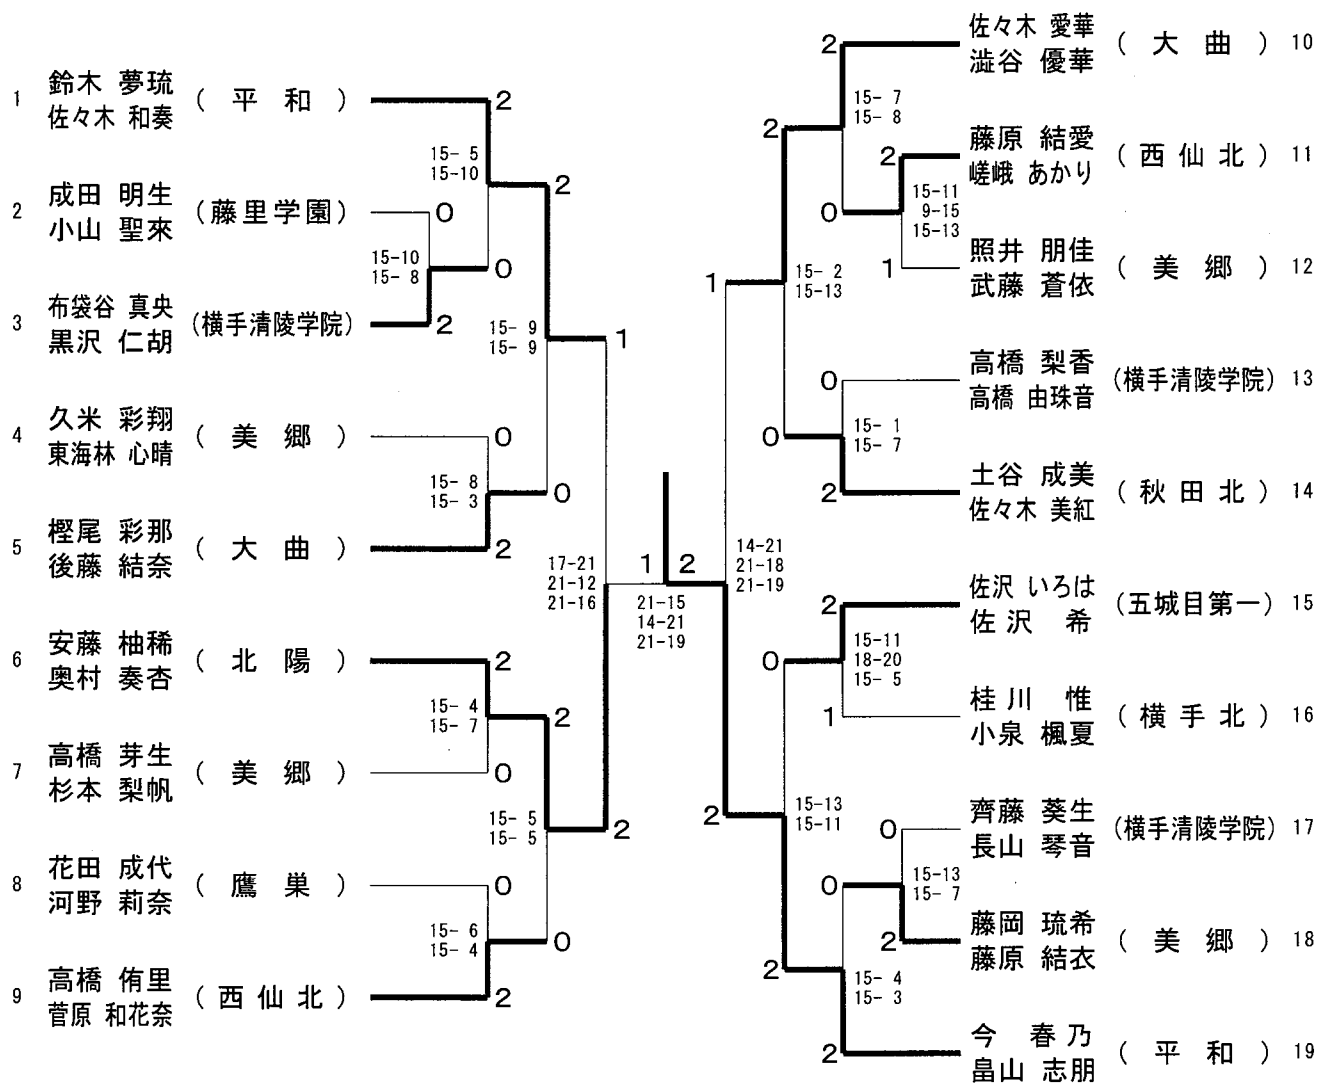 1 鈴木 夢琉 (平和)
佐々木 和奏
2 成田 明生 (藤里学園)
小山 聖來
3 布袋谷 真央 (横手清陵学院)
黒沢 仁胡
4 久米 彩翔 (美郷)
東海林 心晴
5 樫尾 彩那 (大曲)
後藤 結奈
6 安藤 柚稀 (北陽)
奥村 奏杏
7 高橋 芽生 (美郷)
杉本 梨帆
8 花田 成代 (鷹巣)
河野 莉奈
9 高橋 侑里 (西仙北)
菅原 和花奈
2
15- 5
15-10
2
0
15-10
15- 8
0
2
15- 9
15- 9
1
0
15- 8
15- 3
0
2
17-21
21-12
21-16
2
15- 4
15- 7
2
0
15- 5
15- 5
2
0
15- 6
15- 4
0
2
1 2
21-15
14-21
21-19
2
15- 7
15- 8
2
2
15-11
9-15
15-13
0
1
1
15- 2
15-13
0
15- 1
15- 7
0
2
14-21
21-18
21-19
2
15-11
18-20
15- 5
0
1
15-13
15-11
2
0
15-13
15- 7
0
2
15- 4
15- 3
2
2
佐々木 愛華 (大曲) 10
澁谷 優華
藤原 結愛 (西仙北) 11
嵯峨 あかり
照井 朋佳 (美郷) 12
武藤 蒼依
高橋 梨香 (横手清陵学院) 13
高橋 由珠音
土谷 成美 (秋田北) 14
佐々木 美紅
佐沢 いろは (五城目第一) 15
佐沢 希
桂川 惟 (横手北) 16
小泉 楓夏
齊藤 葵生 (横手清陵学院) 17
長山 琴音
藤岡 琉希 (美郷) 18
藤原 結衣
今 春乃 (平和) 19
畠山 志朋